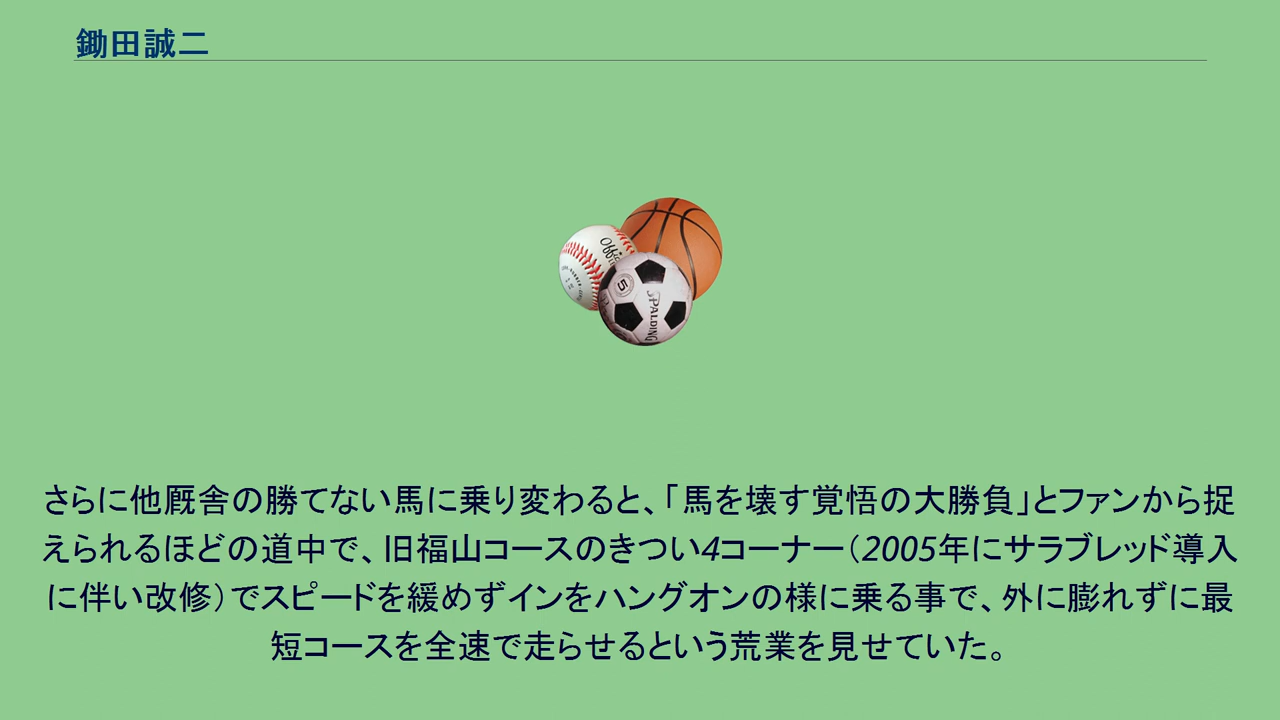 鋤田誠二
Offic
5
SPALDING
さらに他厩舎の勝てない馬に乗り変わると、「馬を壊す覚悟の大勝負」とファンから捉
えられるほどの道中で、旧福山コースのきつい4コーナー（2005年にサラブレッド導入
に伴い改修）でスピードを緩めずインをハングオンの様に乗る事で、外に膨れずに最
短コースを全速で走らせるという荒業を見せていた。